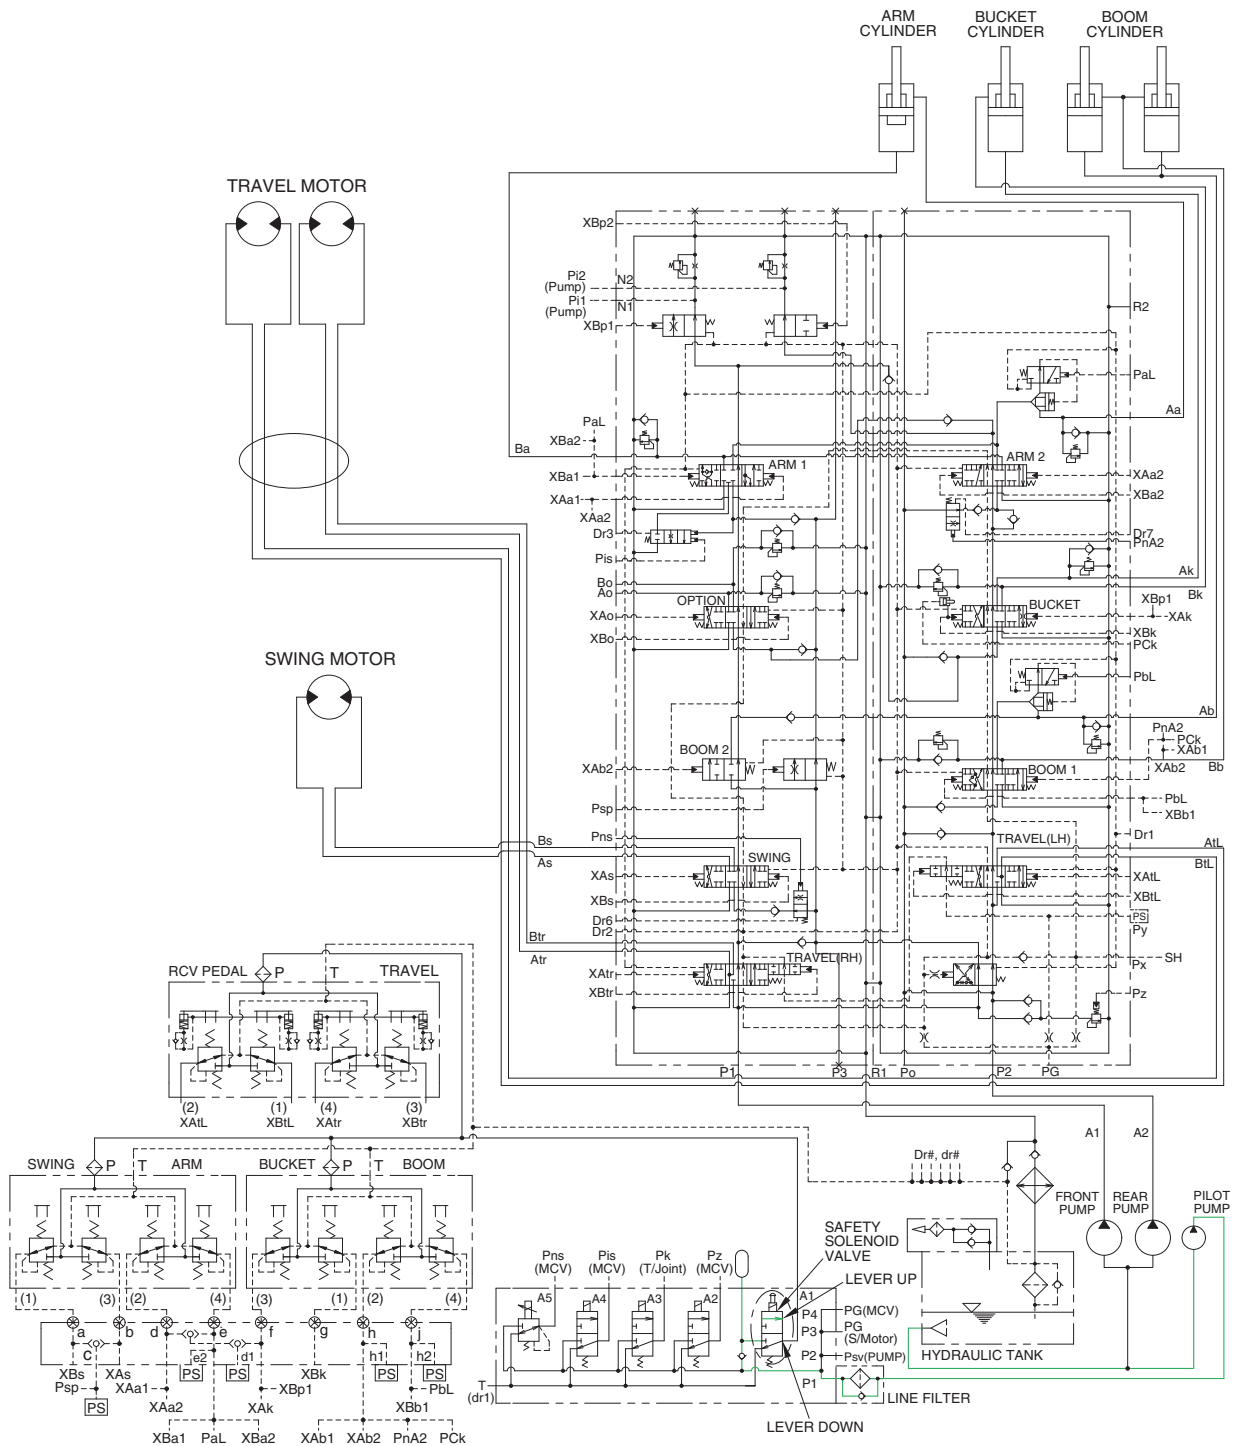 ARM
CYLINDER
BUCKET
CYLINDER
BOOM
CYLINDER
TRAVEL MOTOR
XBp2
Pi2
(Pump)
N2
Pi1
(Pump)
N1
XBp1
R2
PaL
Aa
PaL
XBa2
Ba
ARM 1
ARM 2
XBa1
XAa2
XAa1
XBa2
XAa2
Dr3
Dr7
PnA2
Pis
Ak
Bo
Bk
Ao
OPTION
BUCKET
XBp1
XAo
XAk
XBo
XBk
PCk
SWING MOTOR
PbL
Ab
PnA2
PCk
XAb1
XAb2
Bb
BOOM 2
XAb2
BOOM 1
PbL
XBb1
Psp
Pns
Dr1
Bs
TRAVEL(LH)
AtL
As
SWING
BtL
XAs
XAtL
XBs
XBtL
Dr6
PS
Dr2
Py
Btr
Atr
TRAVEL(RH)
SH
XAtr
Px
XBtr
Pz
RCV PEDAL
P
T
TRAVEL
(2)
(1)
(4)
(3)
XAtL
XBtL
XAtr
XBtr
P1
P3
R1
Po
P2
PG
A1
A2
SWING
P
T
ARM
BUCKET
P
T
BOOM
Dr#, dr#
FRONT
PUMP
REAR
PUMP
PILOT
PUMP
SAFETY
SOLENOID
VALVE
LEVER UP
Pns
(MCV)
Pis
(MCV)
Pk
(T/Joint)
Pz
(MCV)
A5
A4
A3
A2
A1
P4
PG(MCV)
P3
PG
(S/Motor)
P2
Psv(PUMP)
P1
T
(dr1)
HYDRAULIC TANK
LINE FILTER
LEVER DOWN
(1)
(3)
(2)
(4)
(3)
(1)
(2)
(4)
a
b
d
e
f
g
h
j
c
e2
d1
h1
h2
XBs
XAs
PS
PS
PS
PS
Psp
XAa1
XBp1
XBk
PbL
PS
XAa2
XAk
XBb1
XBa1
PaL
XBa2
XAb1
XAb2
PnA2
PCk